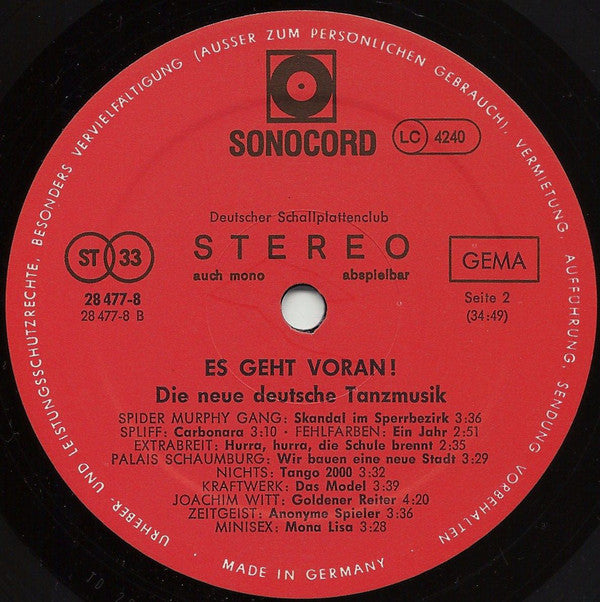 URHEBER- UND LEISTUNGSSCHUTZRECHTE, BESONDERS VERVIELFÄLTIGUNG (AUSSER ZUM PERSÖNLICHEN GEBRAUCH), VERMIETUNG AUFFÜHRUNG, SENDUNG VORBEHALTEN
SONOCORD
LC 4240
Deutscher Schallplattenclub
STEREO
auch mono abspielbar
ST 33
GEMA
28 477-8
28 477-8 B
Seite 2
(34:49)
ES GEHT VORAN!
Die neue deutsche Tanzmusik
SPIDER MURPHY GANG: Skandal im Sperrbezirk 3:36
SPLIFF: Carbonara 3:10 · FEHLFARBEN: Ein Jahr 2:51
EXTRABREIT: Hurra, hurra, die Schule brennt 2:35
PALAIS SCHAUMBURG: Wir bauen eine neue Stadt 3:29
NICHTS: Tango 2000 3:32
KRAFTWERK: Das Model 3:39
JOACHIM WITT: Goldener Reiter 4:20
ZEITGEIST: Anonyme Spieler 3:36
MINISEX: Mona Lisa 3:28
MADE IN GERMANY